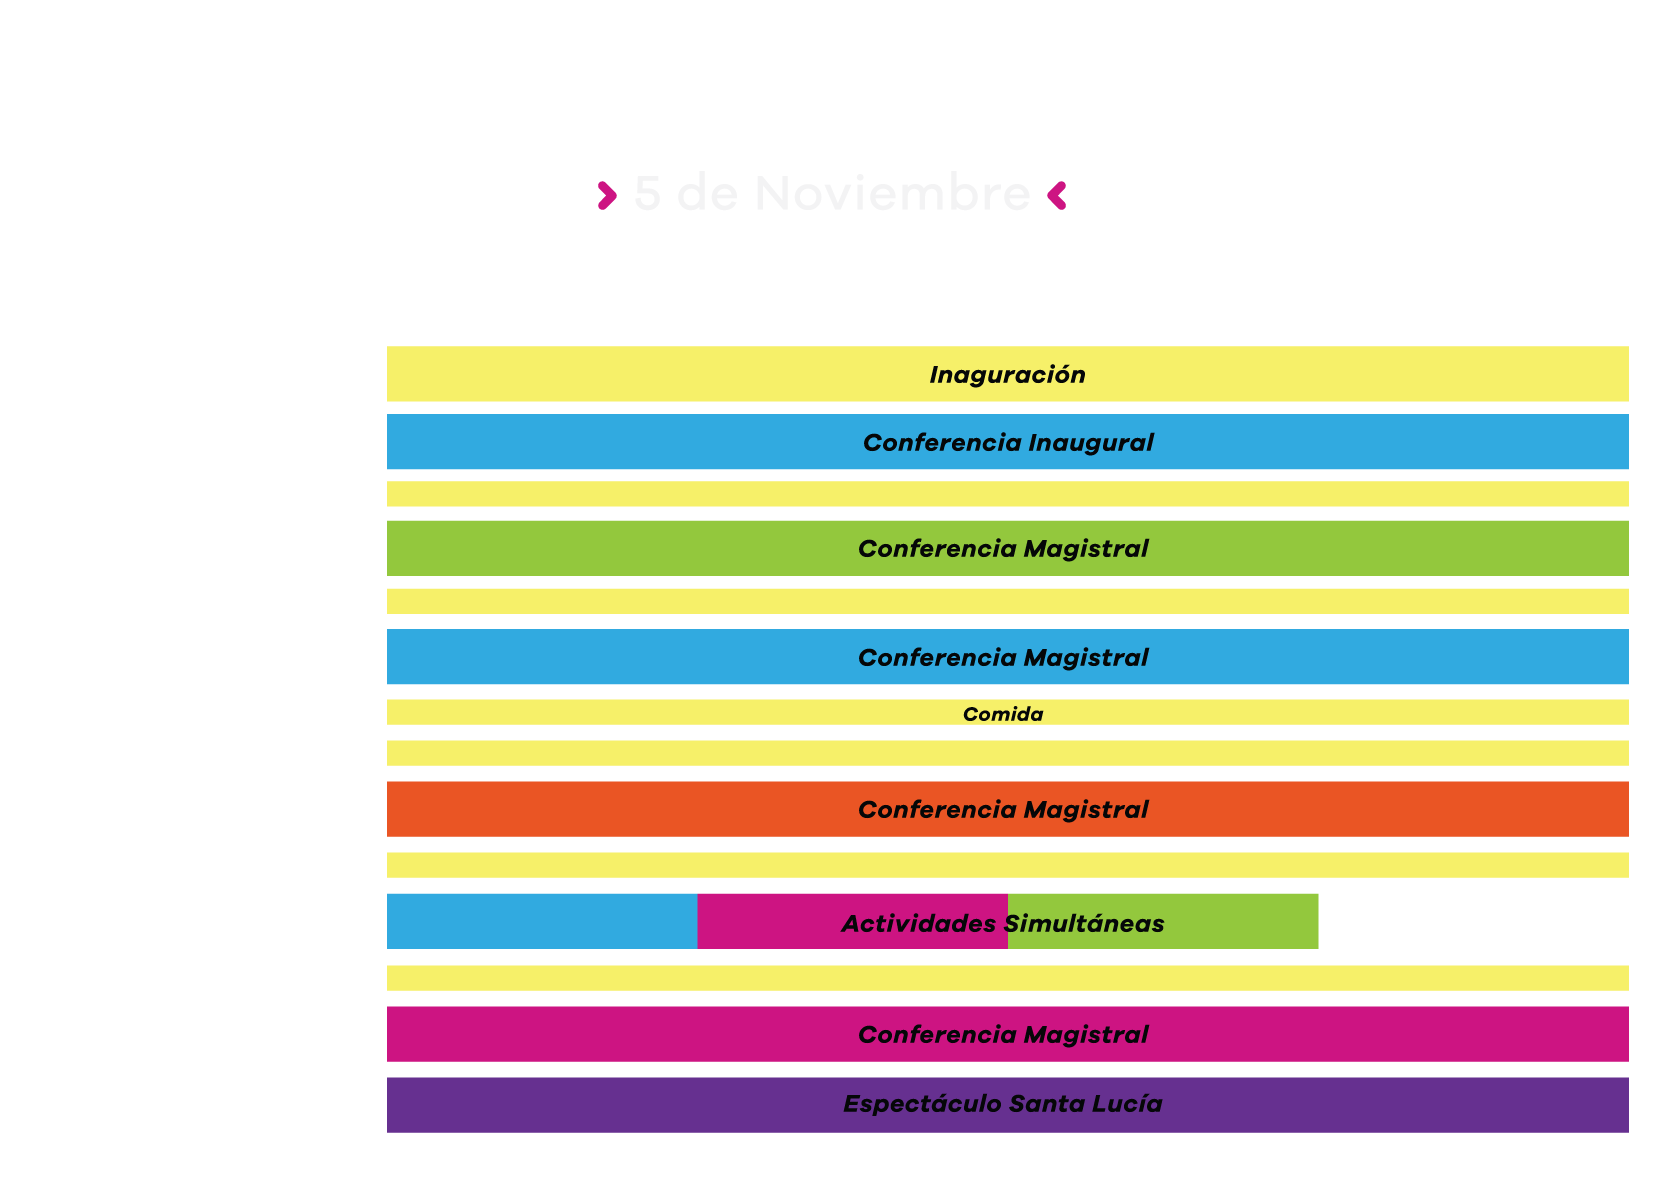 5 de Noviembre
Inaguración
Conferencia Inaugural
Conferencia Magistral
Conferencia Magistral
Comida
Conferencia Magistral
Actividades Simultáneas
Conferencia Magistral
Espectáculo Santa Lucía